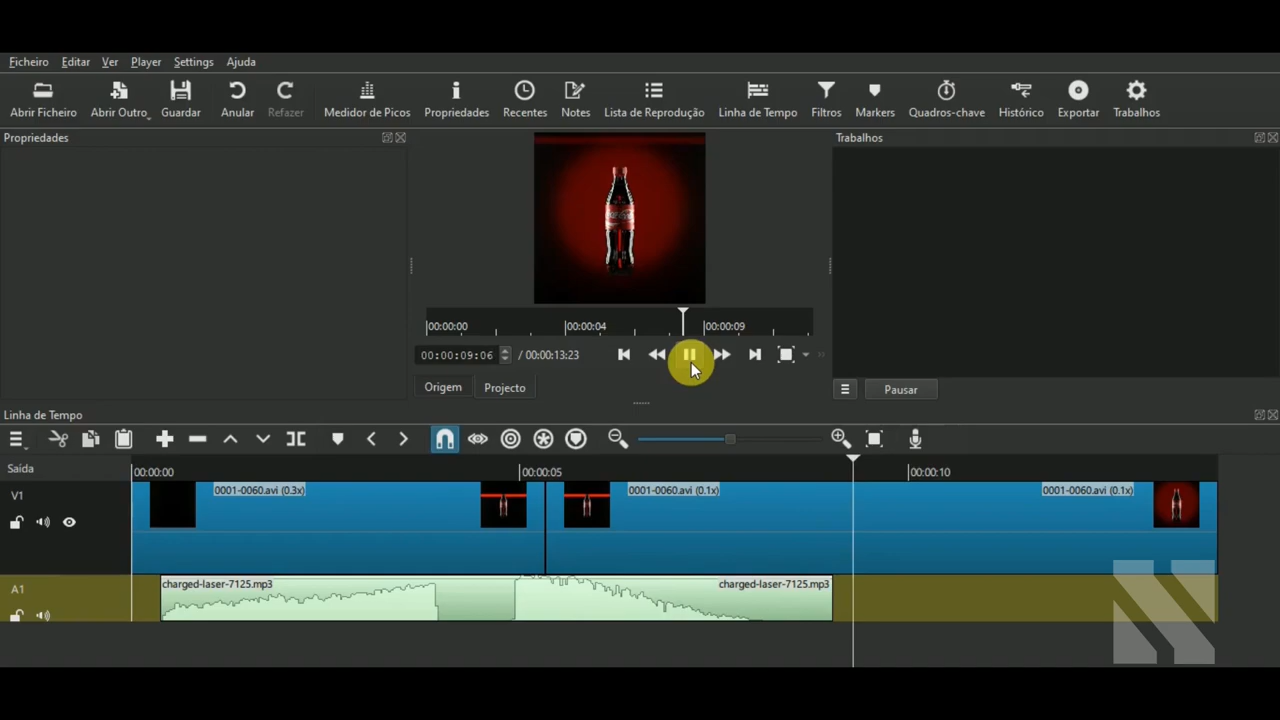 Ficheiro Editar Ver Player Settings Ajuda
Abrir Ficheiro Abrir Outro Guardar Anular Refazer Medidor de Picos Propriedades Recentes Notes Lista de Reprodução Linha de Tempo Filtros Markers Quadros-chave Histórico Exportar Trabalhos
Propriedades
Trabalhos
00:00:00 00:00:04 00:00:09
00:00:09:06 / 00:00:13:23
Origem Projecto
Pausar
Linha de Tempo
Saída 00:00:00 00:00:05 00:00:10
V1 0001-0060.avi (0.3x) 0001-0060.avi (0.1x) 0001-0060.avi (0.1x)
A1 charged-laser-7125.mp3 charged-laser-7125.mp3